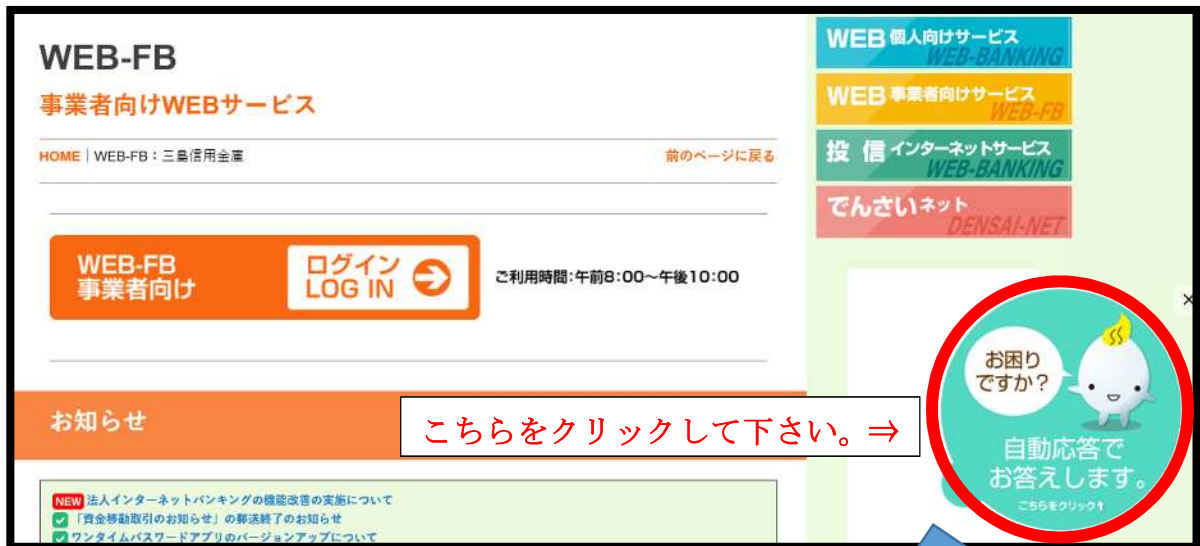 WEB-FB
事業者向けWEBサービス
HOME｜WEB-FB：三島信用金庫
前のページに戻る
WEB-FB
事業者向け
ログイン
LOG IN
ご利用時間:午前8:00～午後10:00
お知らせ
NEW 法人インターネットバンキングの機能改善の実施について
「資金移動取引のお知らせ」の郵送終了のお知らせ
ワンタイムパスワードアプリのバージョンアップについて
WEB 個人向けサービス
WEB-BANKING
WEB 事業者向けサービス
WEB-FB
投信 インターネットサービス
WEB-BANKING
でんさいネット
DENSAI-NET
こちらをクリックして下さい。⇒
お困り
ですか？
自動応答で
お答えします。
こちらをクリック↑